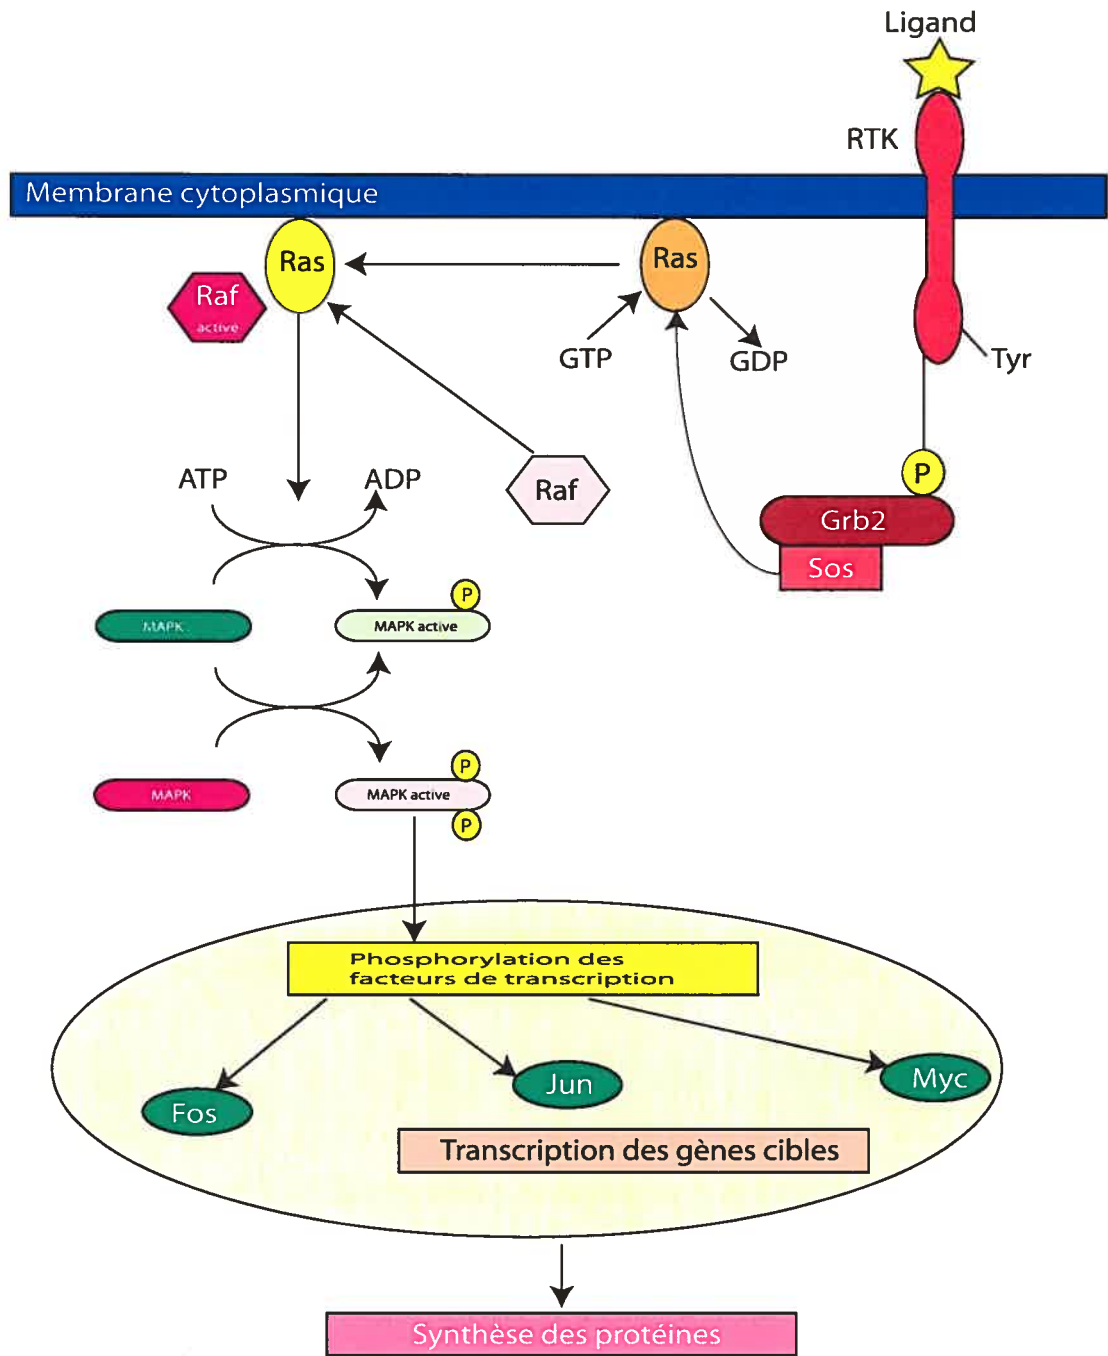 Ligand
RTK
Membrane cytoplasmique
Ras
Ras
Raf
active
GTP
GDP
Tyr
ATP
ADP
Raf
P
Grb2
Sos
P
MAPK
MAPK active
P
MAPK
MAPK active
P
Phosphorylation des
facteurs de transcription
Fos
Jun
Myc
Transcription des gènes cibles
Synthèse des protéines